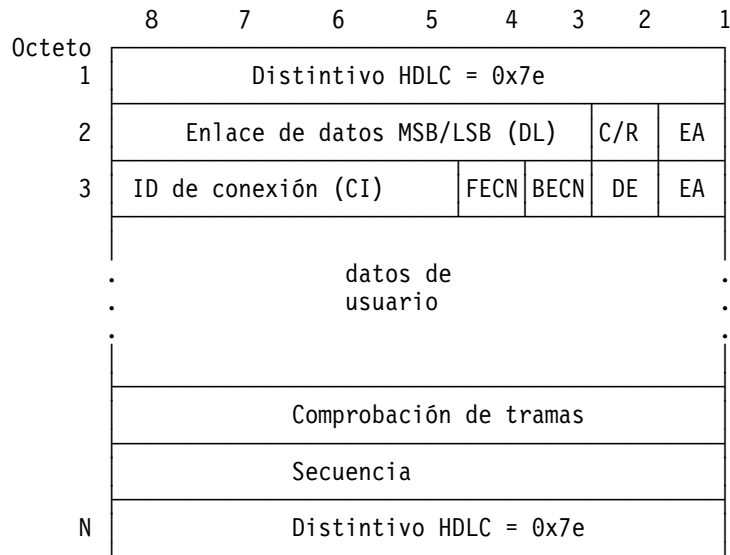 8 7 6 5 4 3 2 1
Octeto
1 Distintivo HDLC = 0x7e
2 Enlace de datos MSB/LSB (DL) C/R EA
3 ID de conexión (CI) FECN BECN DE EA
. datos de .
. usuario .
. .
Comprobación de tramas
Secuencia
N Distintivo HDLC = 0x7e